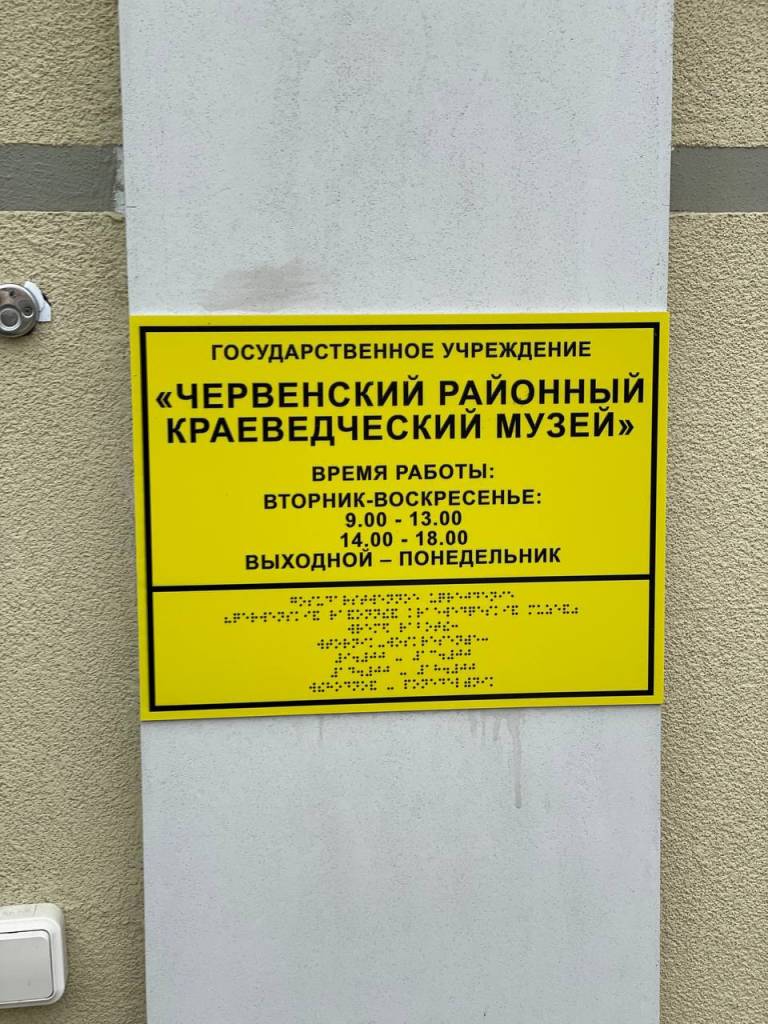 ГОСУДАРСТВЕННОЕ УЧРЕЖДЕНИЕ
«ЧЕРВЕНСКИЙ РАЙОННЫЙ
КРАЕВЕДЧЕСКИЙ МУЗЕЙ»
ВРЕМЯ РАБОТЫ:
ВТОРНИК-ВОСКРЕСЕНЬЕ:
9.00 - 13.00
14.00 - 18.00
ВЫХОДНОЙ – ПОНЕДЕЛЬНИК